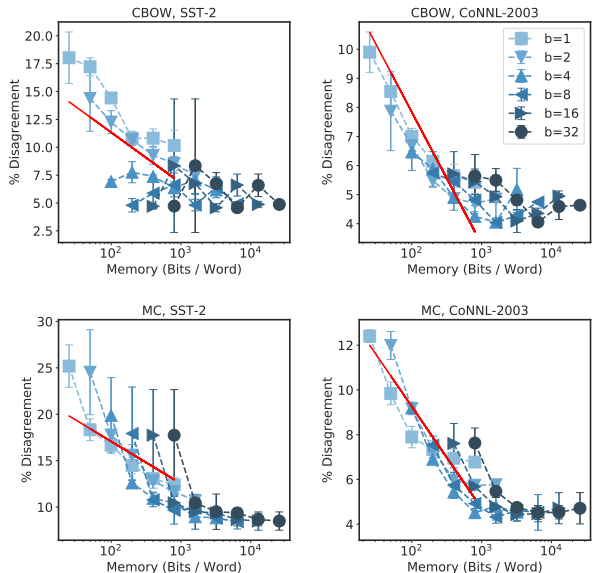 CBOW, SST-2
CBOW, CoNNL-2003
% Disagreement
20.0
17.5
15.0
12.5
10.0
7.5
5.0
2.5
10²
10³
10⁴
Memory (Bits / Word)
% Disagreement
10
9
8
7
6
5
4
10²
10³
10⁴
Memory (Bits / Word)
b=1
b=2
b=4
b=8
b=16
b=32
MC, SST-2
MC, CoNNL-2003
% Disagreement
30
25
20
15
10
10²
10³
10⁴
Memory (Bits / Word)
% Disagreement
12
10
8
6
4
10²
10³
10⁴
Memory (Bits / Word)